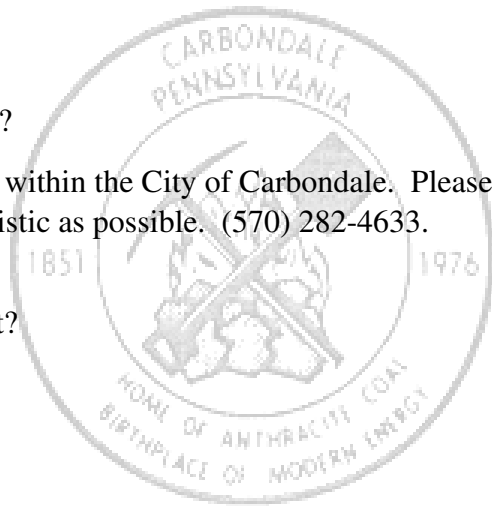 CARBONDALE
PENNSYLVANIA
?
within the City of Carbondale. Please
istic as possible. (570) 282-4633.
1851 1976
t?
HOME OF ANTHRACITE COAL
BIRTHPLACE OF MODERN ENERGY